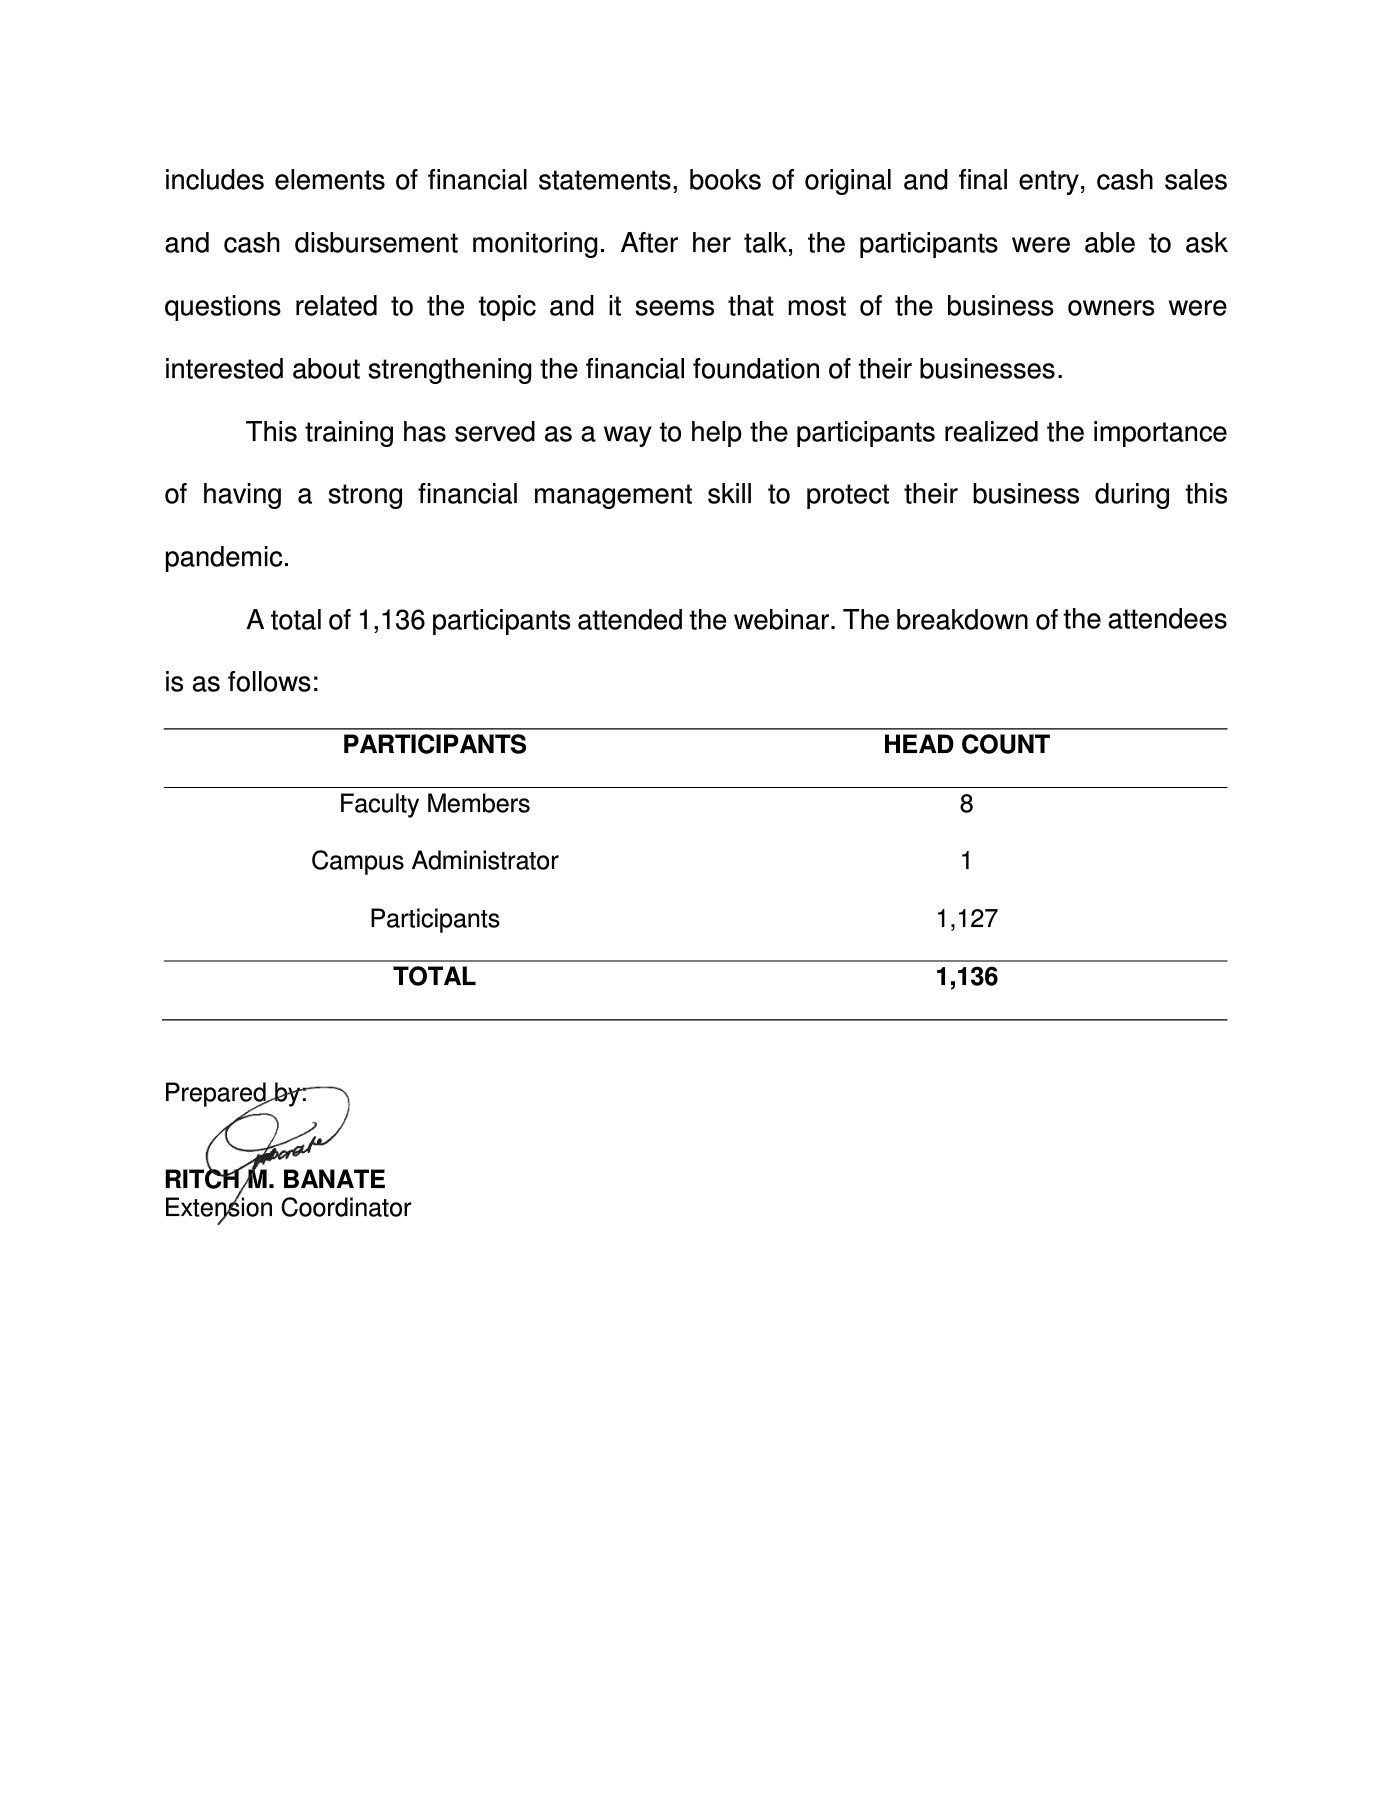 includes elements of financial statements, books of original and final entry, cash sales
and cash disbursement monitoring. After her talk, the participants were able to ask
questions related to the topic and it seems that most of the business owners were
interested about strengthening the financial foundation of their businesses.
This training has served as a way to help the participants realized the importance
of having a strong financial management skill to protect their business during this
pandemic.
A total of 1,136 participants attended the webinar. The breakdown of the attendees
is as follows:
PARTICIPANTS HEAD COUNT
Faculty Members 8
Campus Administrator 1
Participants 1,127
TOTAL 1,136
Prepared by:
RITCH M. BANATE
Extension Coordinator